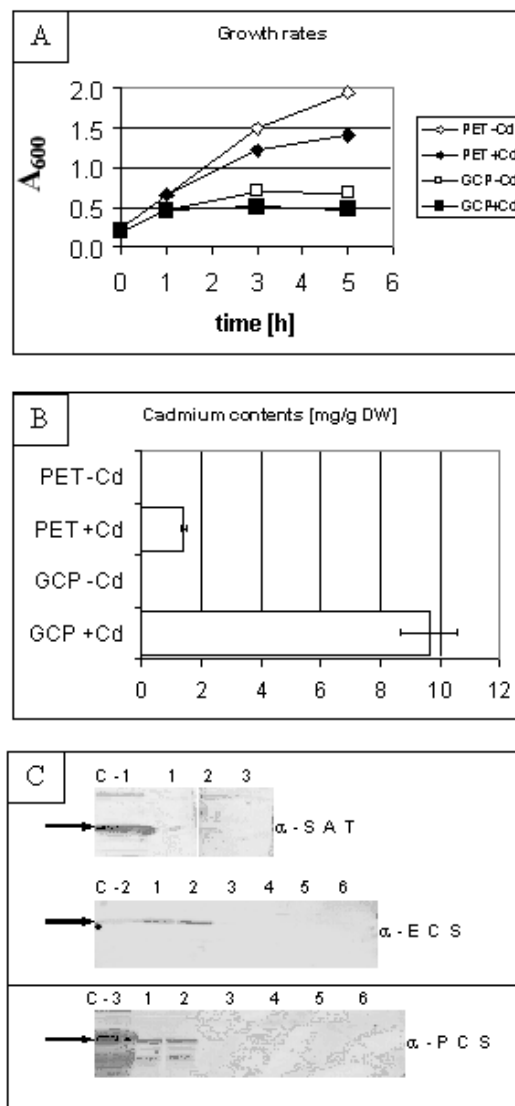 A
Growth rates
2.0
1.5
1.0
0.5
0.0
A600
0 1 2 3 4 5 6
time [h]
PET -Cd
PET +Cd
GCP -Cd
GCP+Cd
B
Cadmium contents [mg/g DW]
PET -Cd
PET +Cd
GCP -Cd
GCP +Cd
0 2 4 6 8 10 12
C
C - 1 1 2 3
α - S A T
C - 2 1 2 3 4 5 6
α - E C S
C - 3 1 2 3 4 5 6
α - P C S